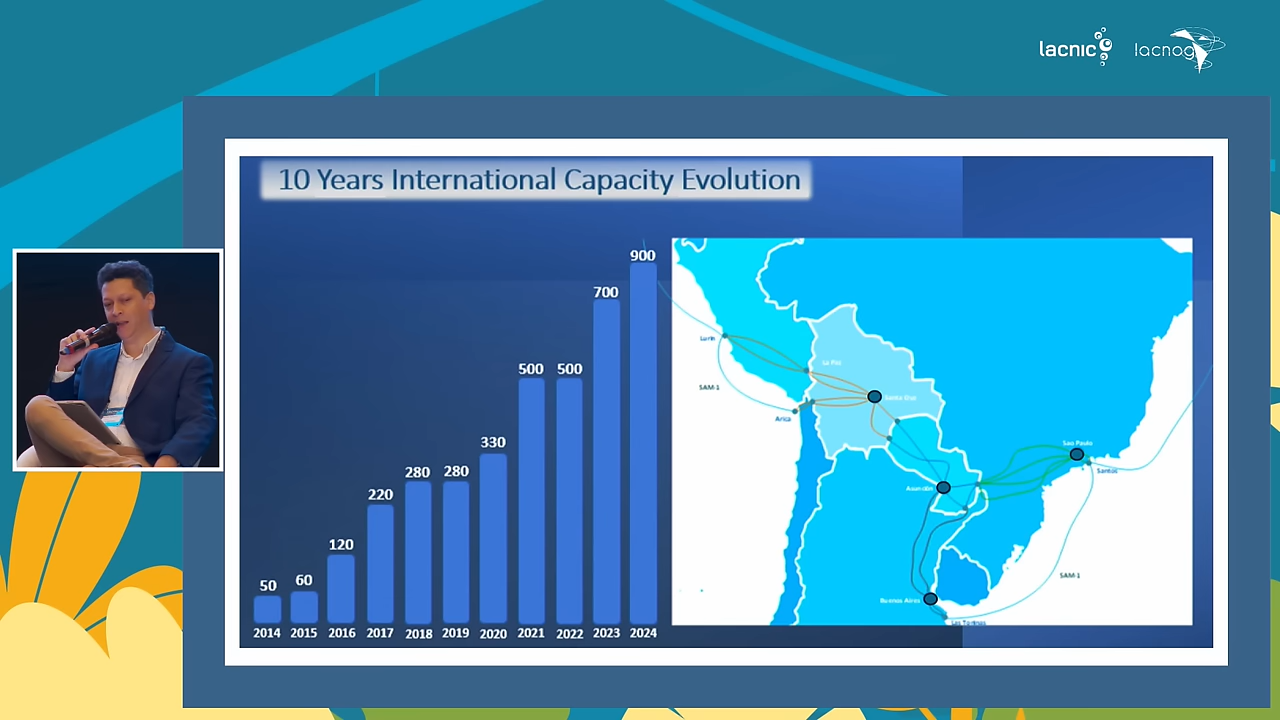 lacnic
lacnog
10 Years International Capacity Evolution
50
60
120
220
280
280
330
500
500
700
900
2014
2015
2016
2017
2018
2019
2020
2021
2022
2023
2024
Lurín
La Paz
SAM-1
Santa Cruz
Arica
Sao Paulo
Santos
Asunción
SAM-1
Buenos Aires
Las Toninas